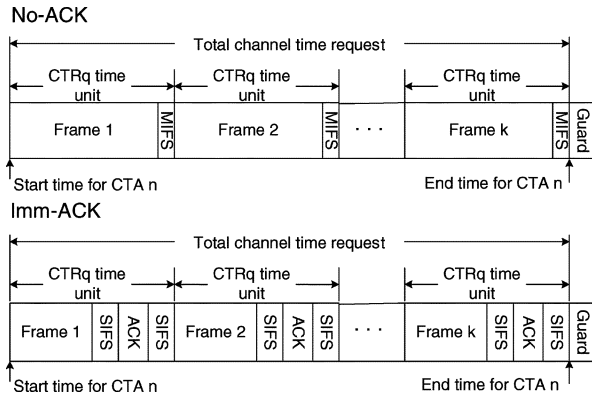 No-ACK
Total channel time request
CTRq time unit
CTRq time unit
CTRq time unit
Frame 1
MIFS
Frame 2
MIFS
. . .
Frame k
MIFS
Guard
Start time for CTA n
End time for CTA n
Imm-ACK
Total channel time request
CTRq time unit
CTRq time unit
CTRq time unit
Frame 1
SIFS
ACK
SIFS
Frame 2
SIFS
ACK
SIFS
. . .
Frame k
SIFS
ACK
SIFS
Guard
Start time for CTA n
End time for CTA n